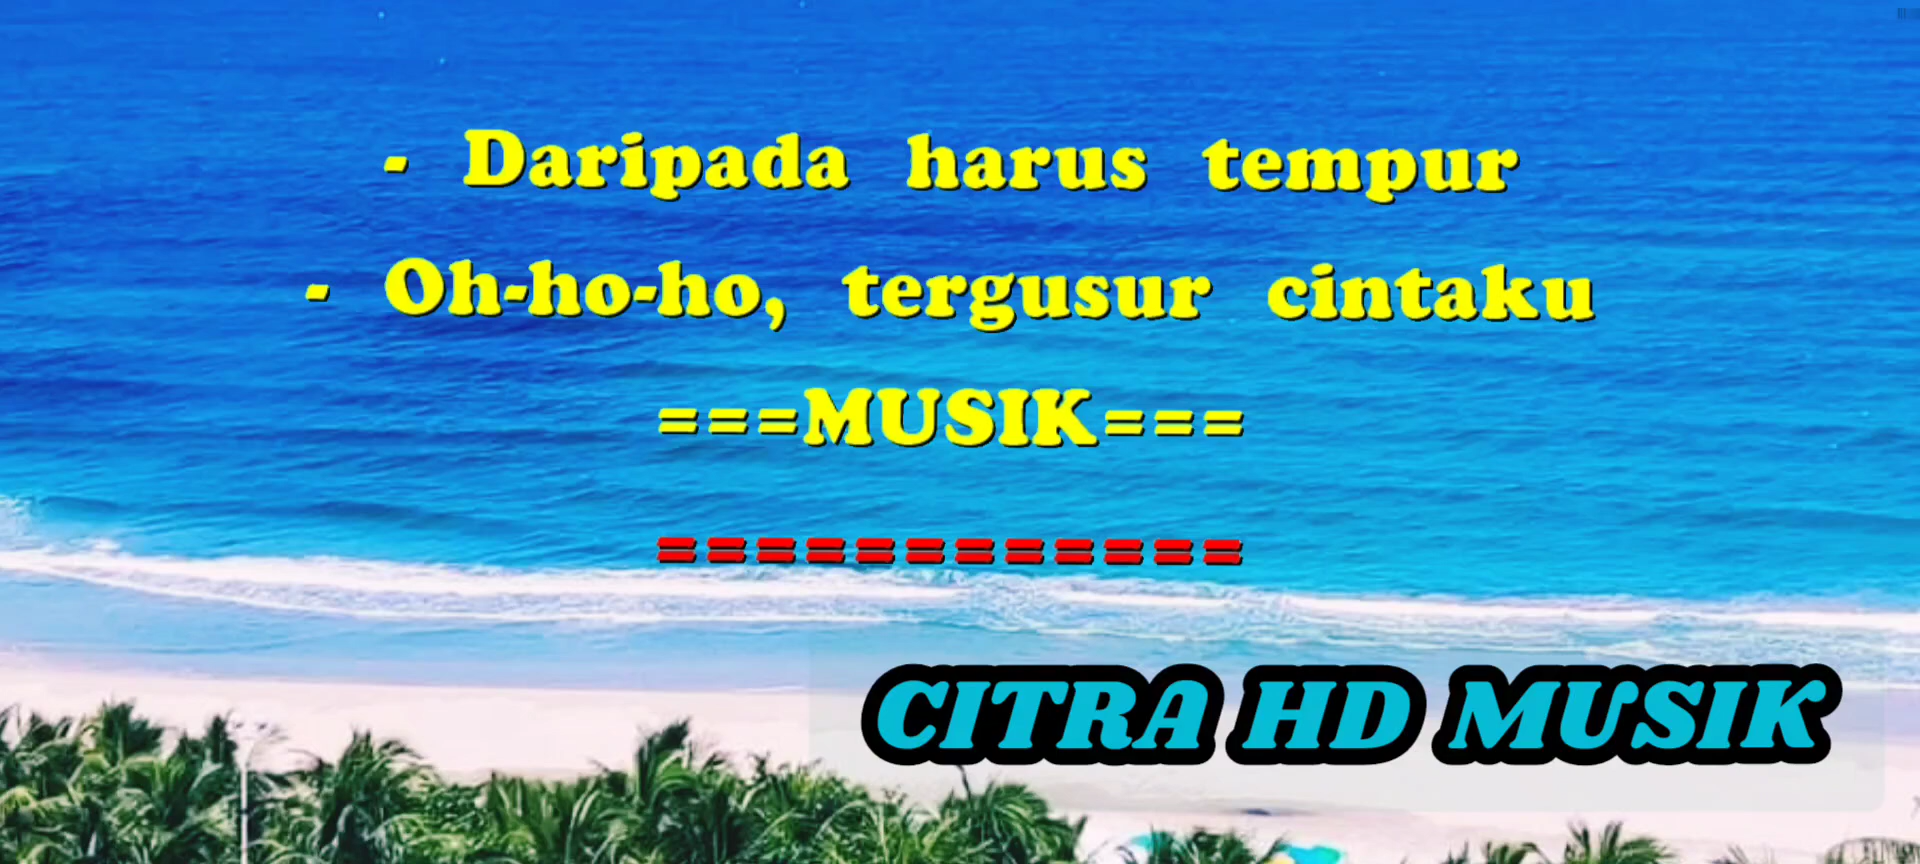 - Daripada harus tempur
- Oh-ho-ho, tergusur cintaku
===MUSIK===
============
CITRA HD MUSIK